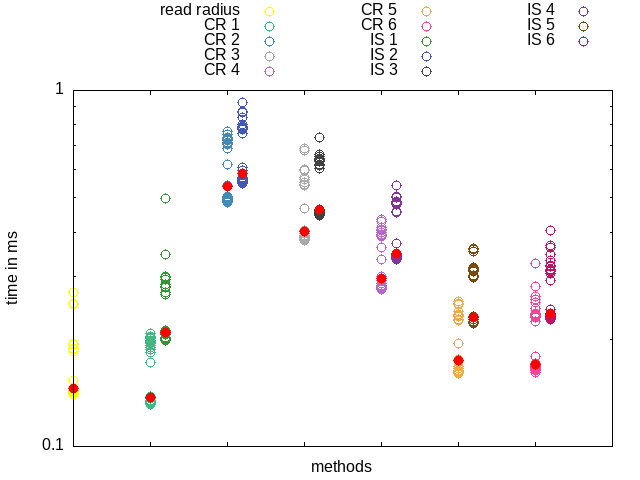 read radius
CR 1
CR 2
CR 3
CR 4
CR 5
CR 6
IS 1
IS 2
IS 3
IS 4
IS 5
IS 6
1
0.1
time in ms
methods